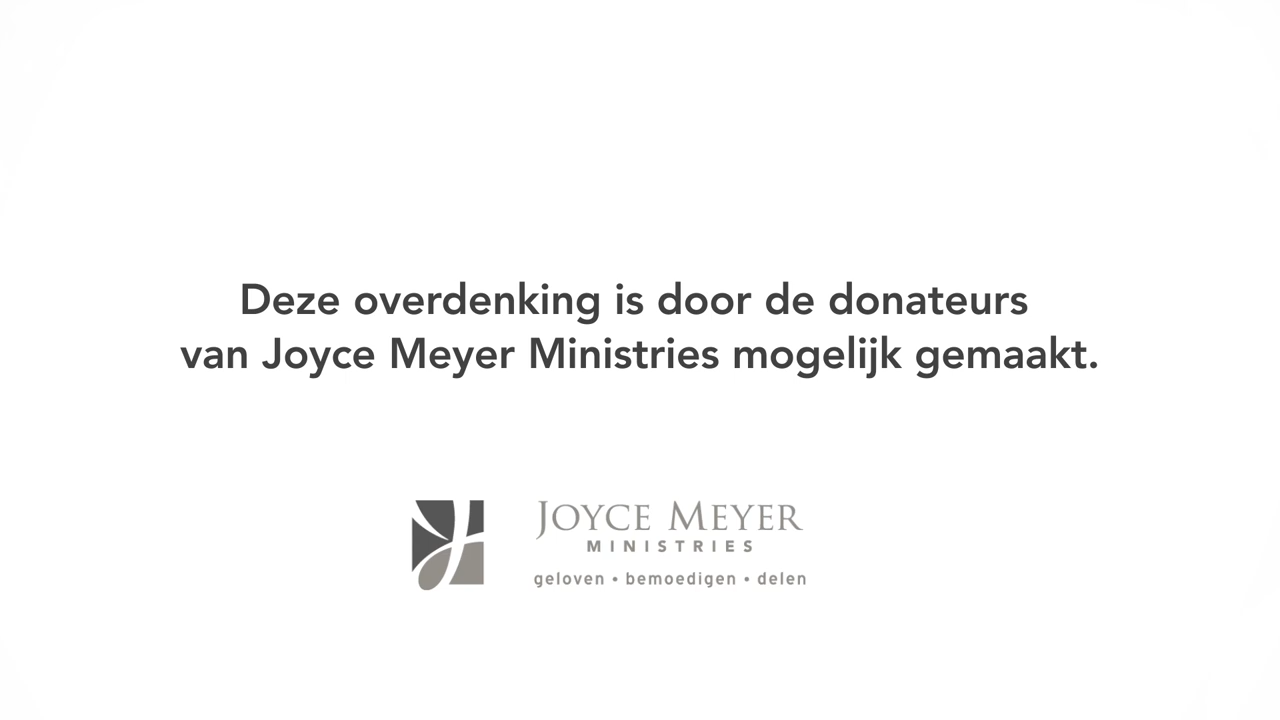 Deze overdenking is door de donateurs
van Joyce Meyer Ministries mogelijk gemaakt.
JOYCE MEYER
MINISTRIES
geloven • bemoedigen • delen